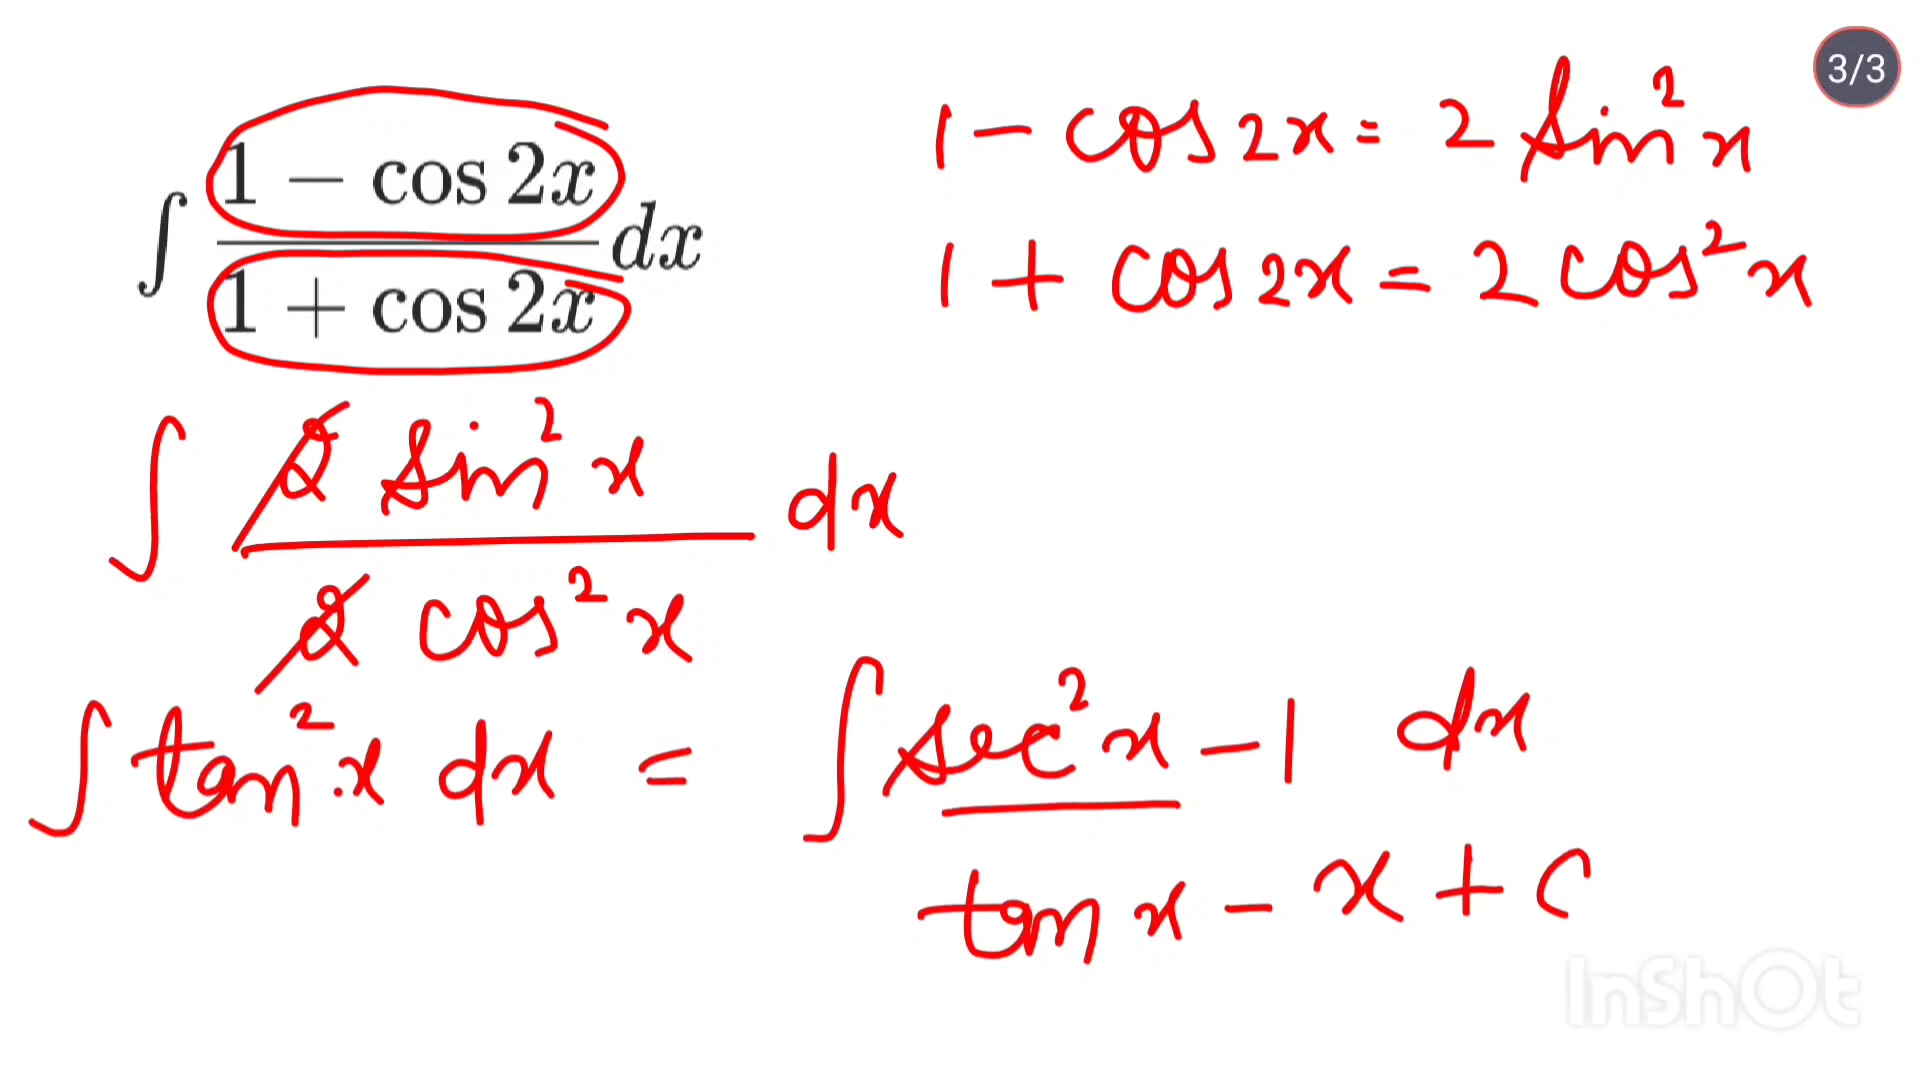 3/3
∫ (1 − cos 2x)/(1 + cos 2x) dx
1 − cos 2x = 2 sin²x
1 + cos 2x = 2 cos²x
∫ (2 sin²x)/(2 cos²x) dx
∫ tan²x dx = ∫ sec²x − 1 dx
tan x − x + C
InShOt